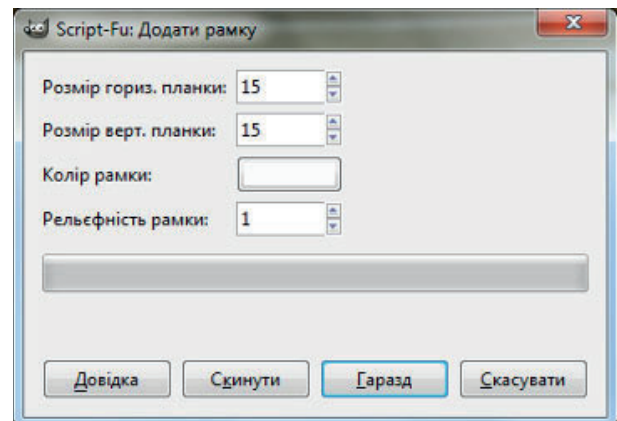 Script-Fu: Додати рамку
Розмір гориз. планки: 15
Розмір верт. планки: 15
Колір рамки:
Рельєфність рамки: 1
Довідка Скинути Гаразд Скасувати